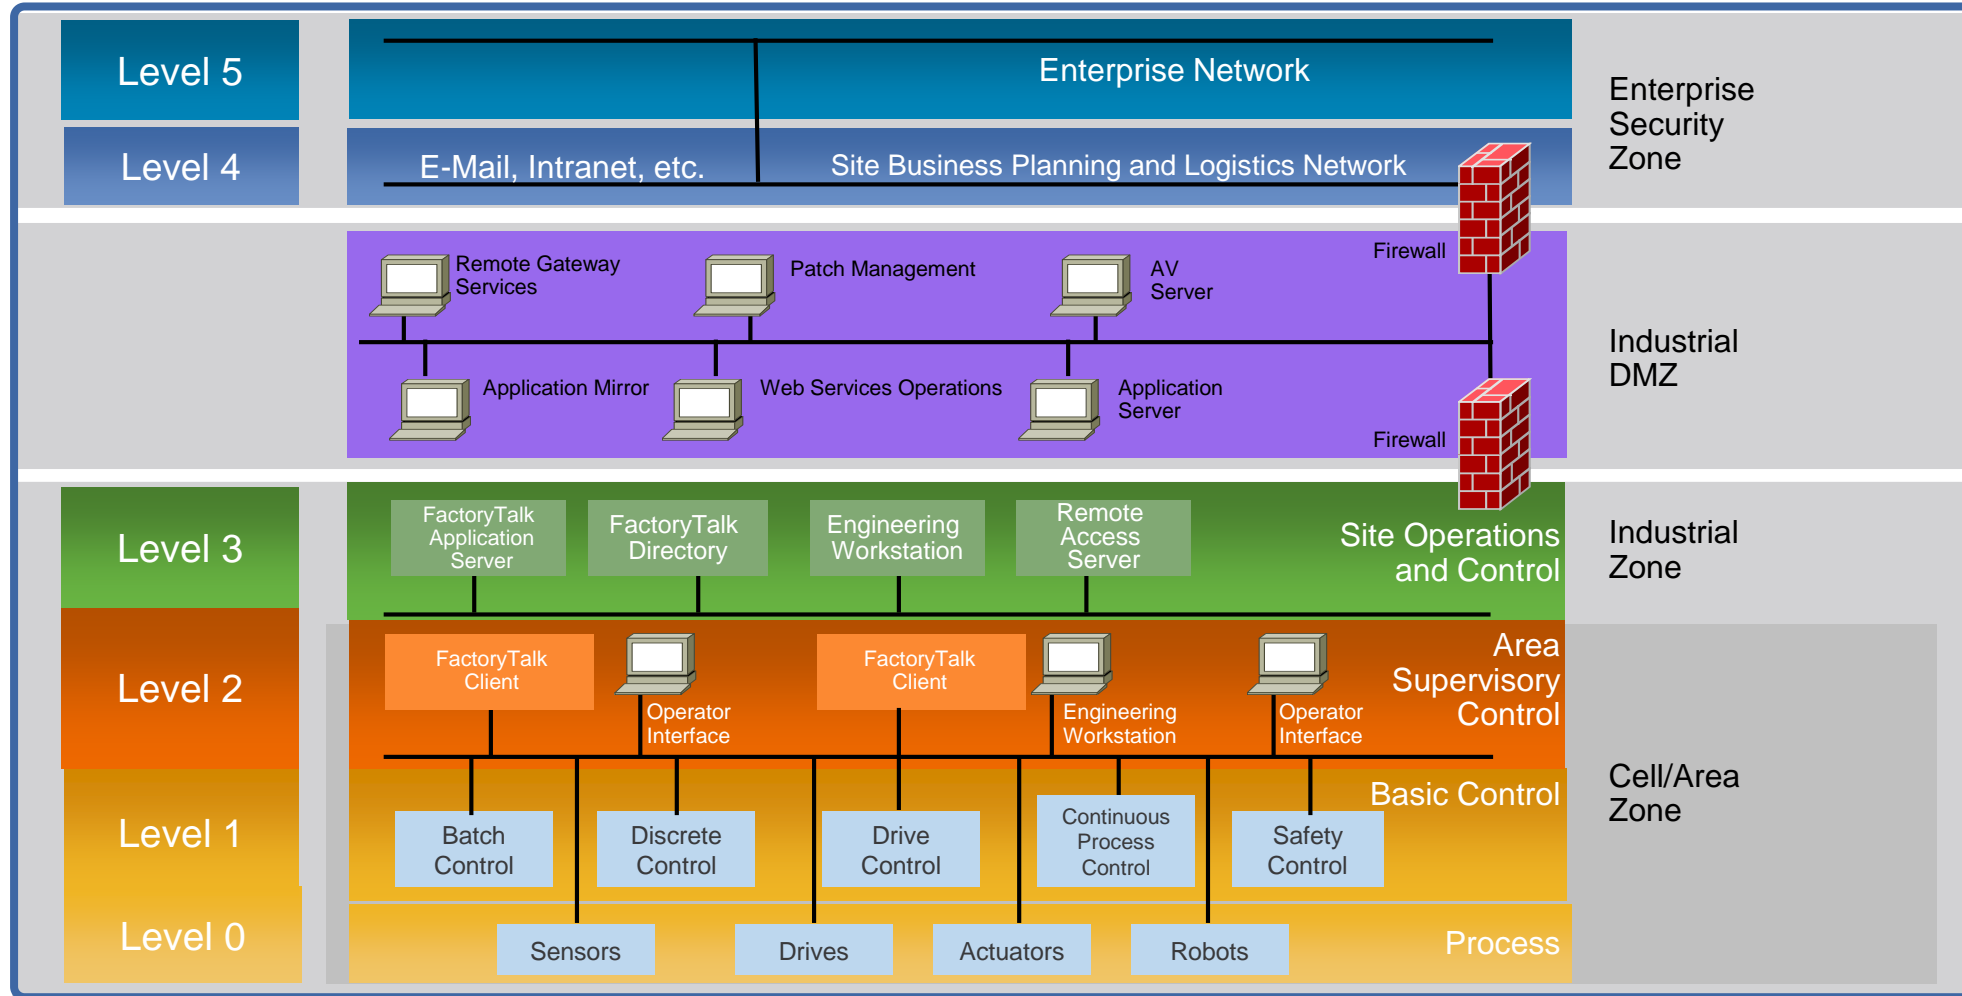 Level 5
Enterprise Network
Enterprise
Security
Zone
Level 4
E-Mail, Intranet, etc.
Site Business Planning and Logistics Network
Remote Gateway
Services
Patch Management
AV
Server
Firewall
Application Mirror
Web Services Operations
Application
Server
Firewall
Industrial
DMZ
Level 3
FactoryTalk
Application
Server
FactoryTalk
Directory
Engineering
Workstation
Remote
Access
Server
Site Operations
and Control
Industrial
Zone
Level 2
FactoryTalk
Client
Operator
Interface
FactoryTalk
Client
Engineering
Workstation
Operator
Interface
Area
Supervisory
Control
Level 1
Basic Control
Batch
Control
Discrete
Control
Drive
Control
Continuous
Process
Control
Safety
Control
Cell/Area
Zone
Level 0
Sensors
Drives
Actuators
Robots
Process